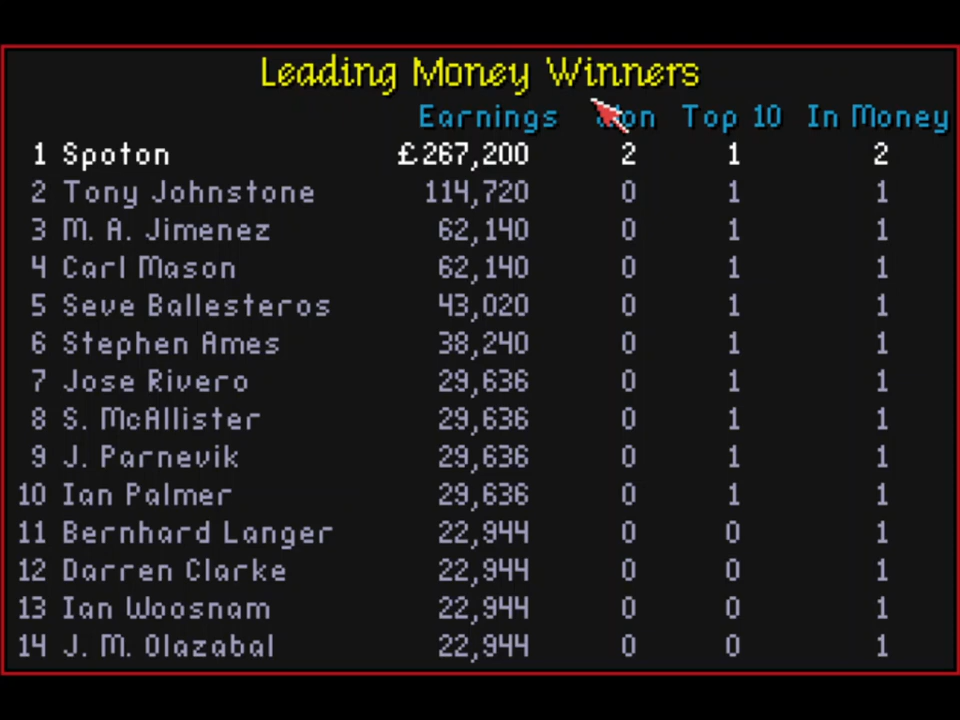 Leading Money Winners
Earnings Won Top 10 In Money
1 Spoton £267,200 2 1 2
2 Tony Johnstone 114,720 0 1 1
3 M. A. Jimenez 62,140 0 1 1
4 Carl Mason 62,140 0 1 1
5 Seve Ballesteros 43,020 0 1 1
6 Stephen Ames 38,240 0 1 1
7 Jose Rivero 29,636 0 1 1
8 S. McAllister 29,636 0 1 1
9 J. Parnevik 29,636 0 1 1
10 Ian Palmer 29,636 0 1 1
11 Bernhard Langer 22,944 0 0 1
12 Darren Clarke 22,944 0 0 1
13 Ian Woosnam 22,944 0 0 1
14 J. M. Olazabal 22,944 0 0 1